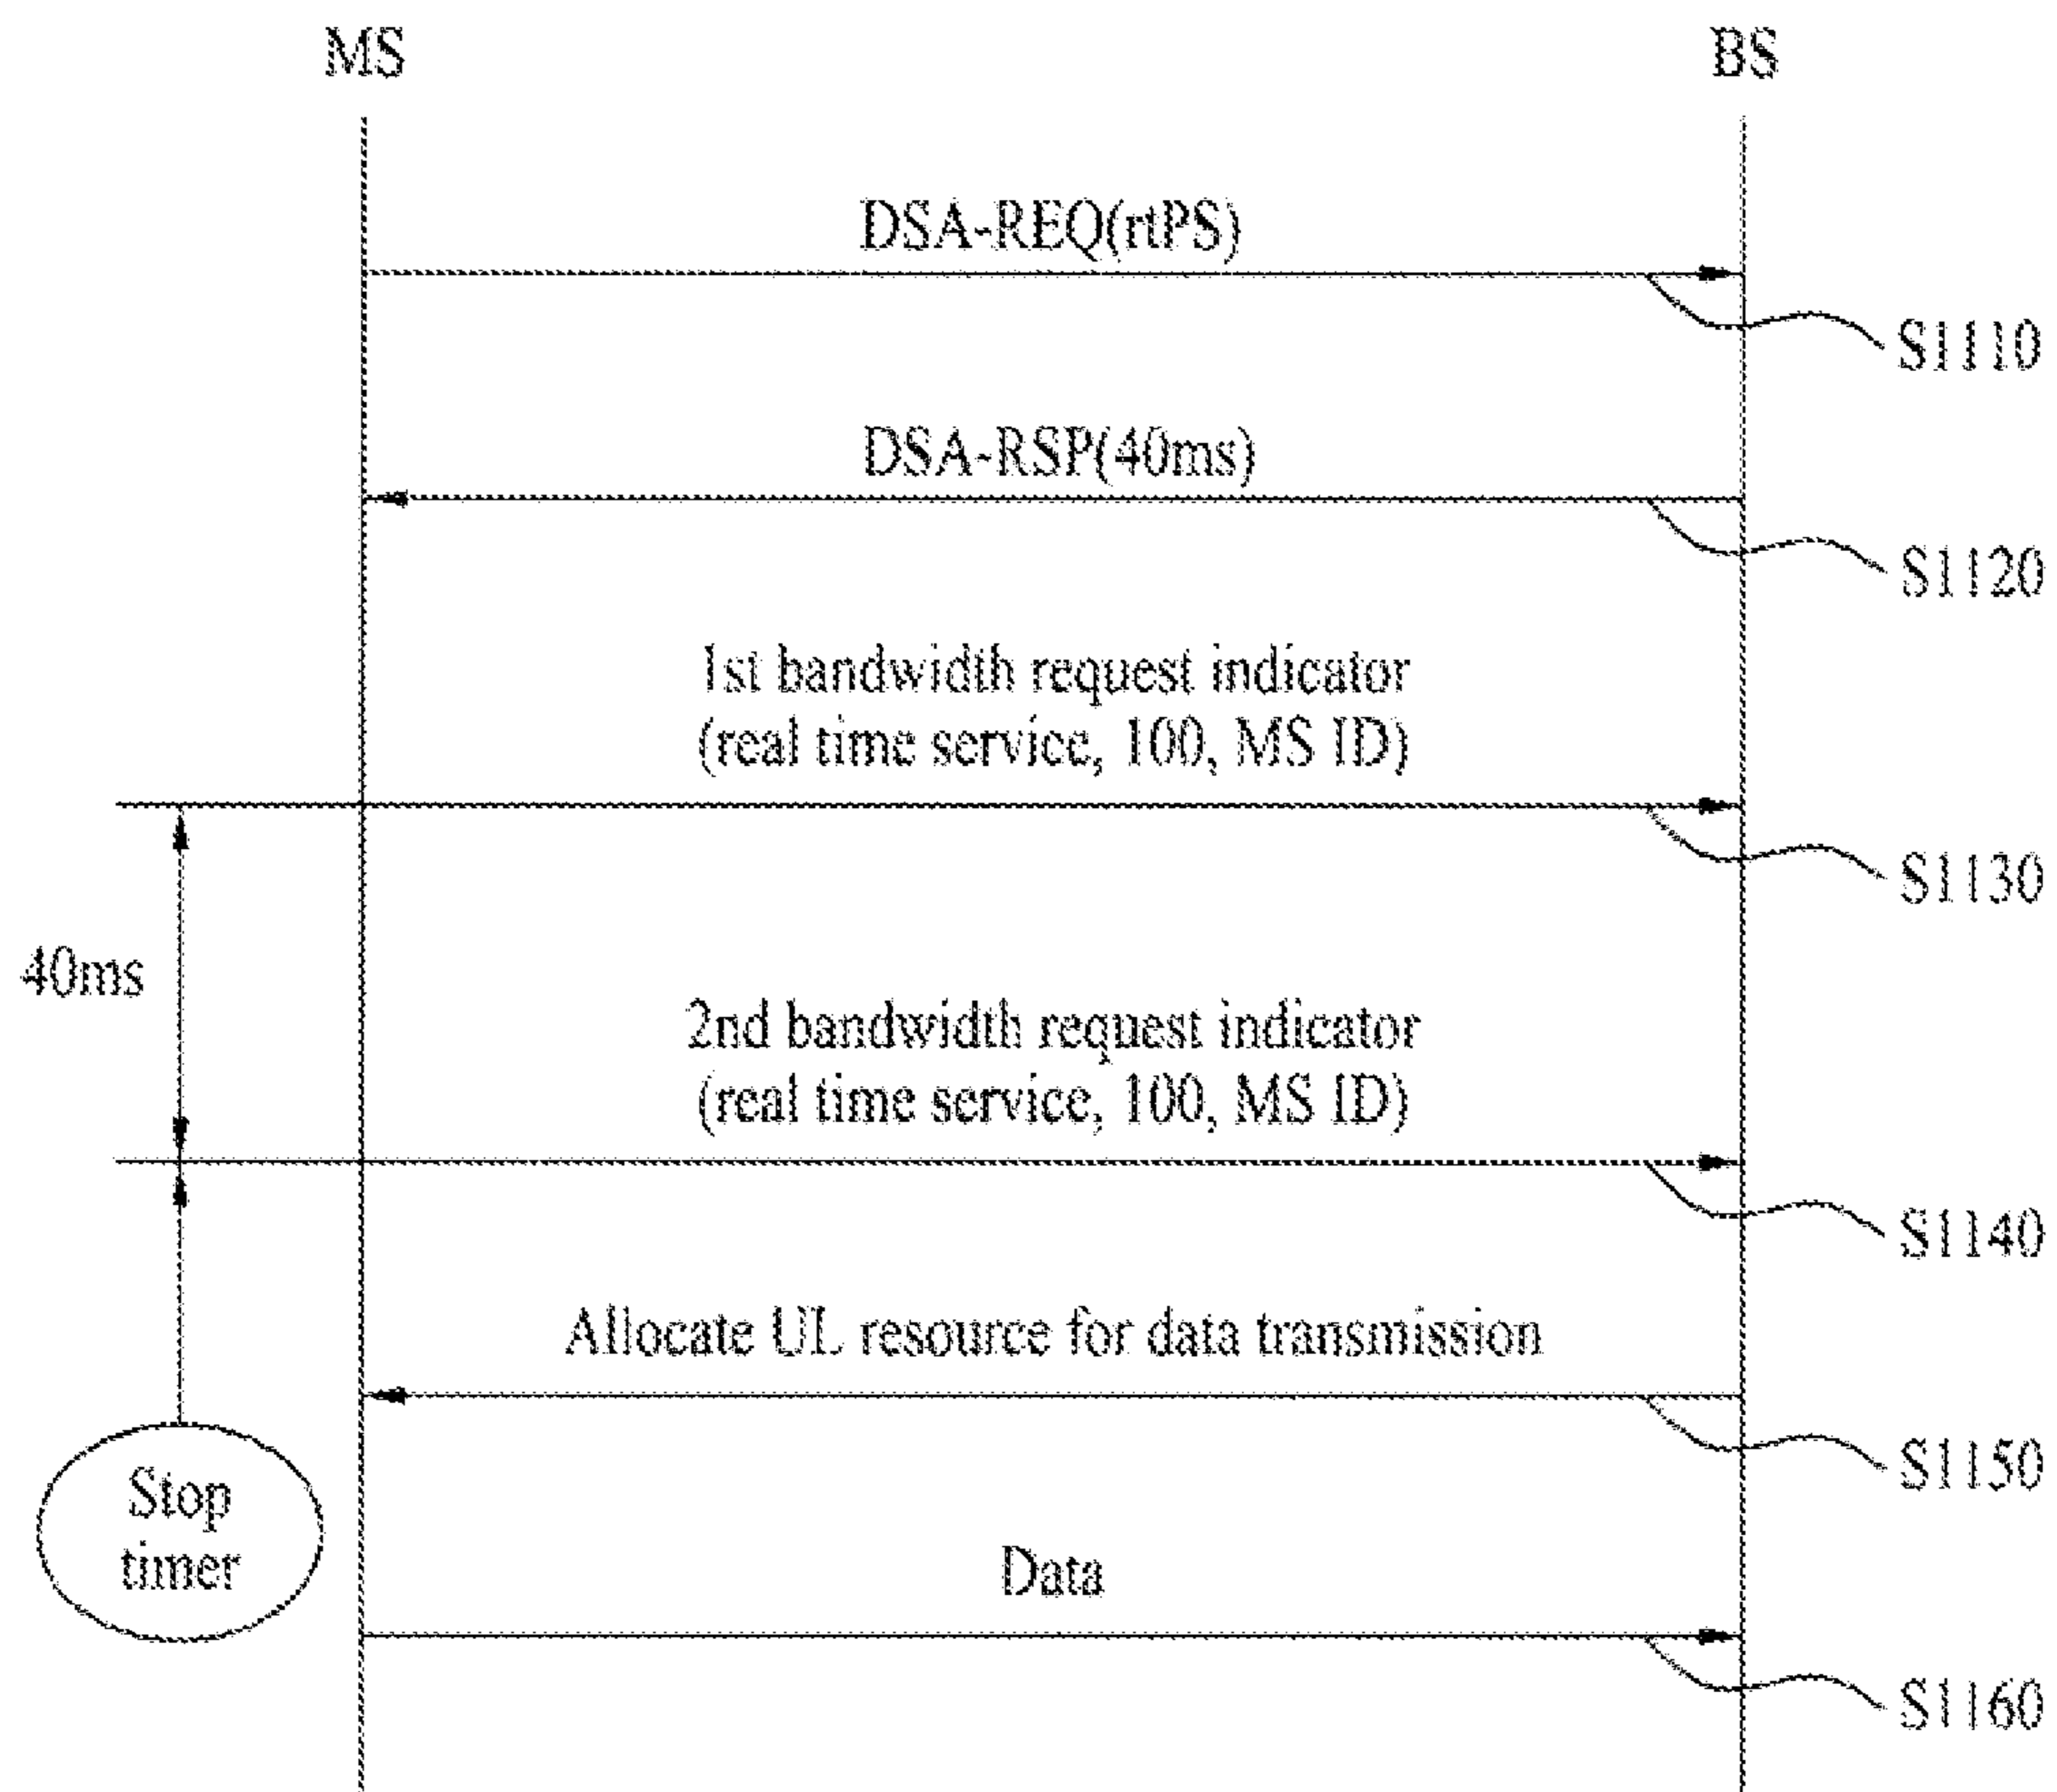 MS
BS
DSA-REQ(rtPS)
S1110
DSA-RSP(40ms)
S1120
1st bandwidth request indicator
(real time service, 100, MS ID)
S1130
40ms
2nd bandwidth request indicator
(real time service, 100, MS ID)
S1140
Allocate UL resource for data transmission
S1150
Stop
timer
Data
S1160